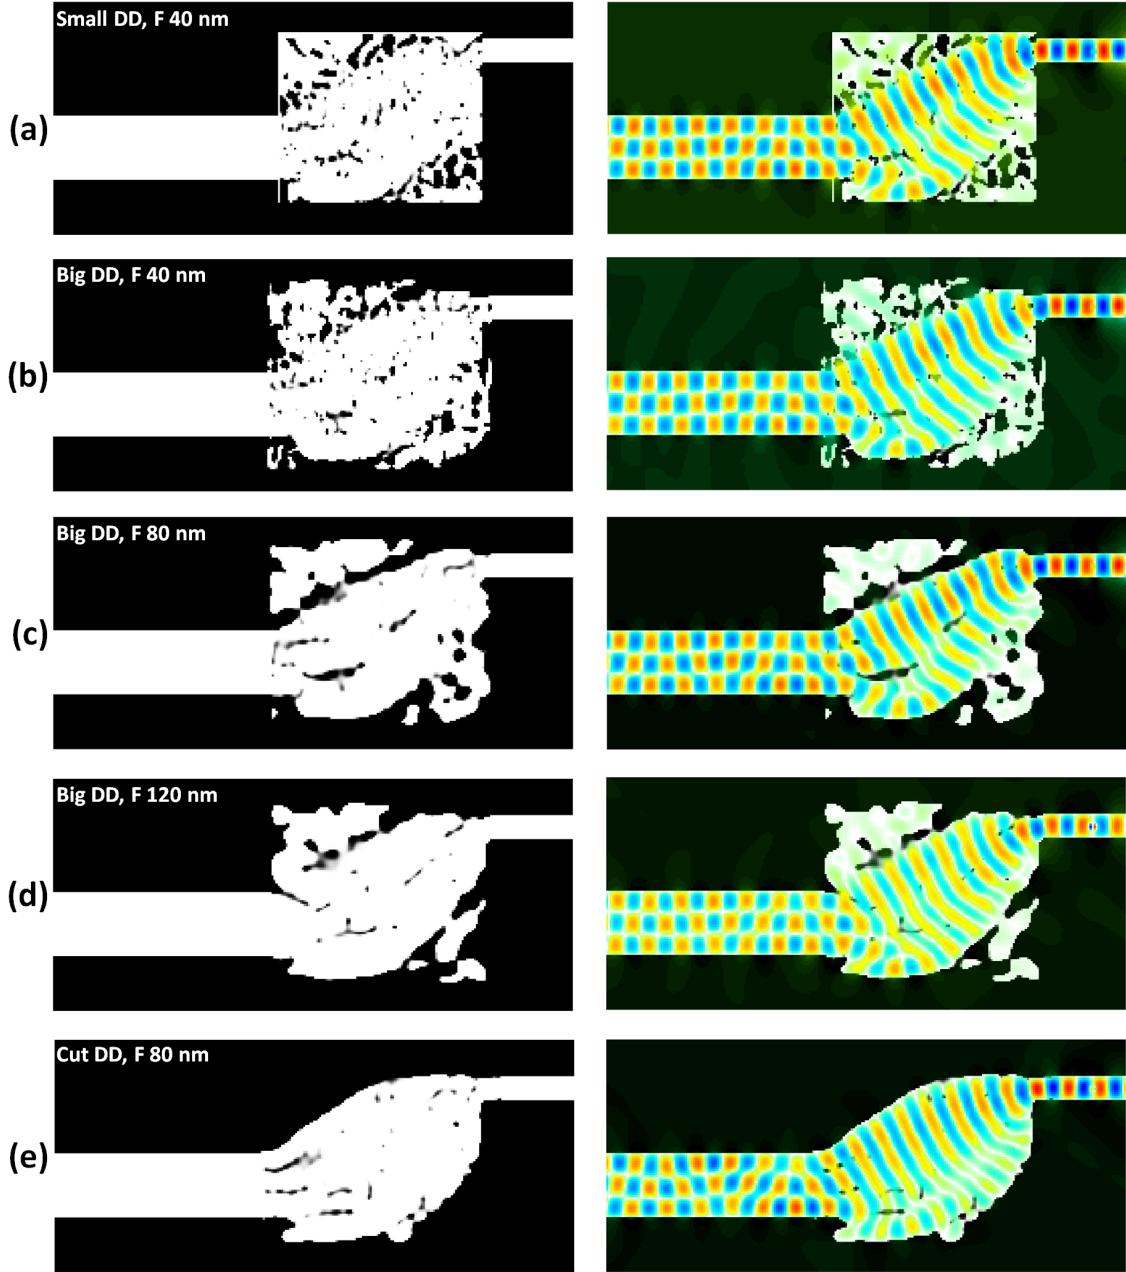 Small DD, F 40 nm
(a)
Big DD, F 40 nm
(b)
Big DD, F 80 nm
(c)
Big DD, F 120 nm
(d)
Cut DD, F 80 nm
(e)